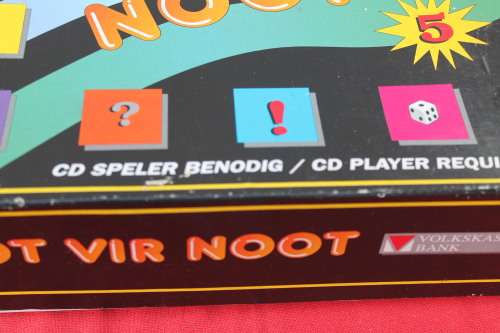 NOOT
5
?
!
CD SPELER BENODIG / CD PLAYER REQUI
OT VIR NOOT
VOLKSKAS
BANK